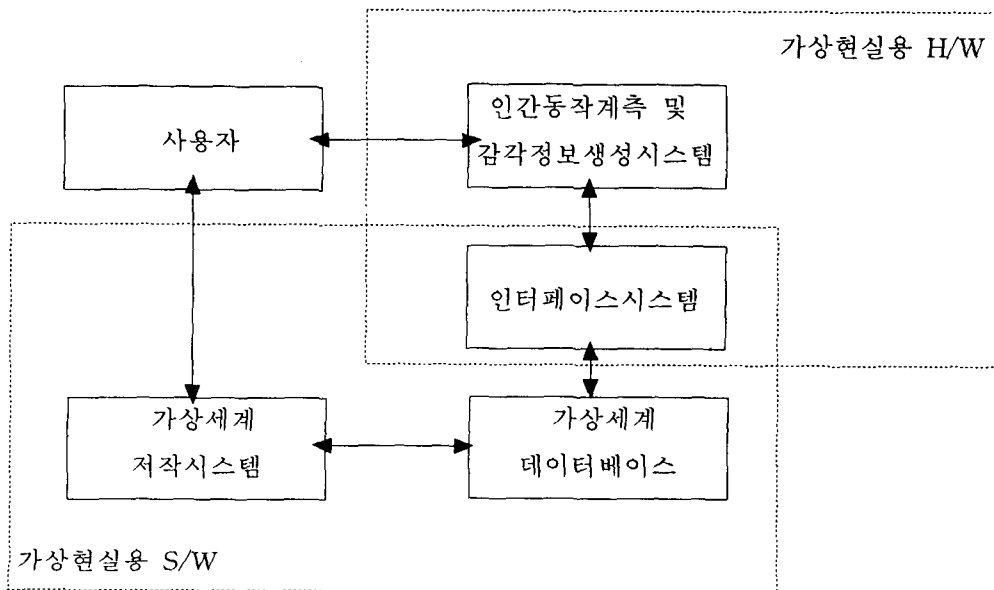 가상현실용 H/W
사용자
인간동작계측 및
감각정보생성시스템
인터페이스시스템
가상세계
저작시스템
가상세계
데이터베이스
가상현실용 S/W